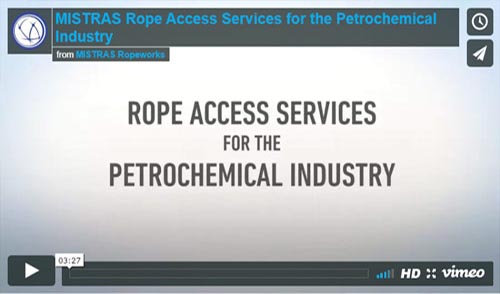 MISTRAS Rope Access Services for the Petrochemical
Industry
from MISTRAS Ropeworks
ROPE ACCESS SERVICES
FOR THE
PETROCHEMICAL INDUSTRY
03:27
HD vimeo